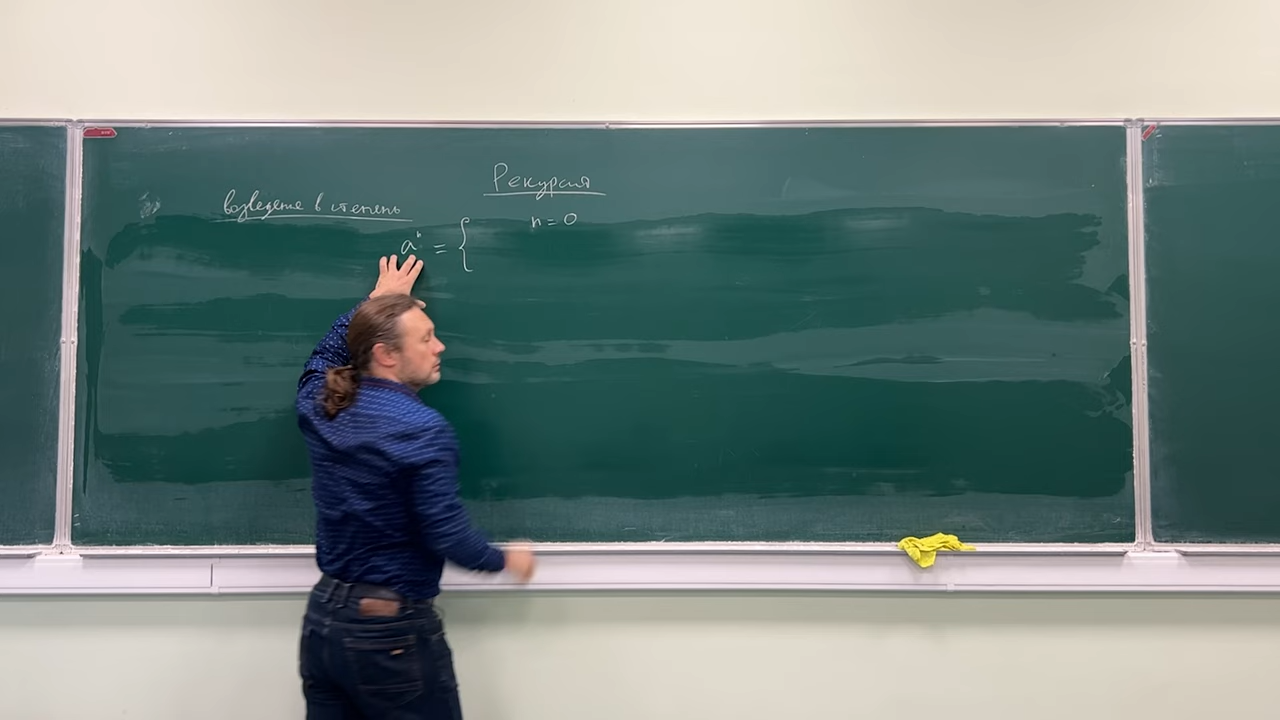 Рекурсия
возведение в степень
n = 0
aⁿ = {